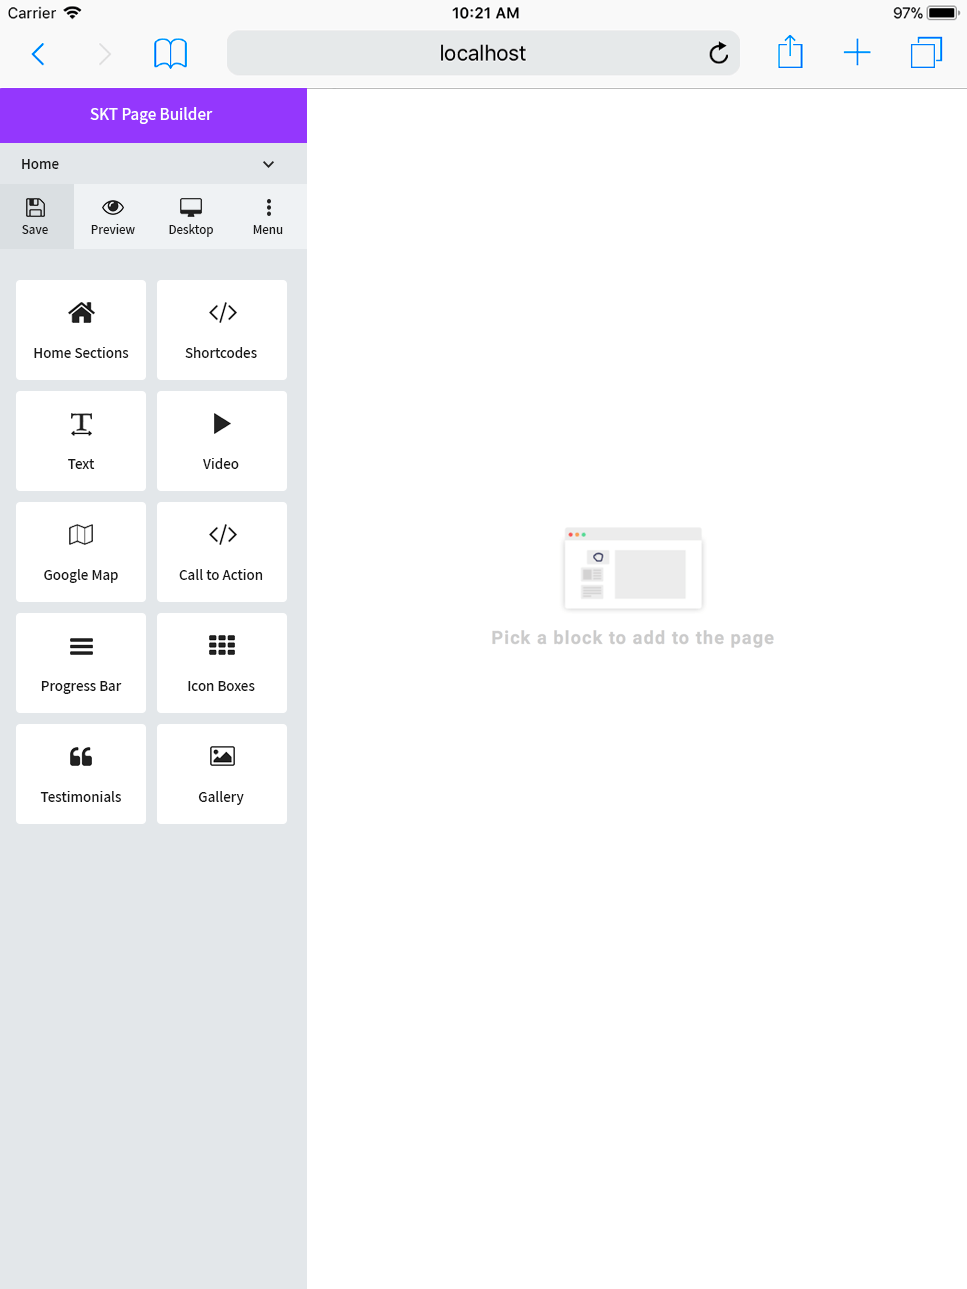 Carrier 10:21 AM 97%
localhost
SKT Page Builder
Home
Save Preview Desktop Menu
Home Sections Shortcodes
Text Video
Google Map Call to Action
Progress Bar Icon Boxes
Testimonials Gallery
Pick a block to add to the page